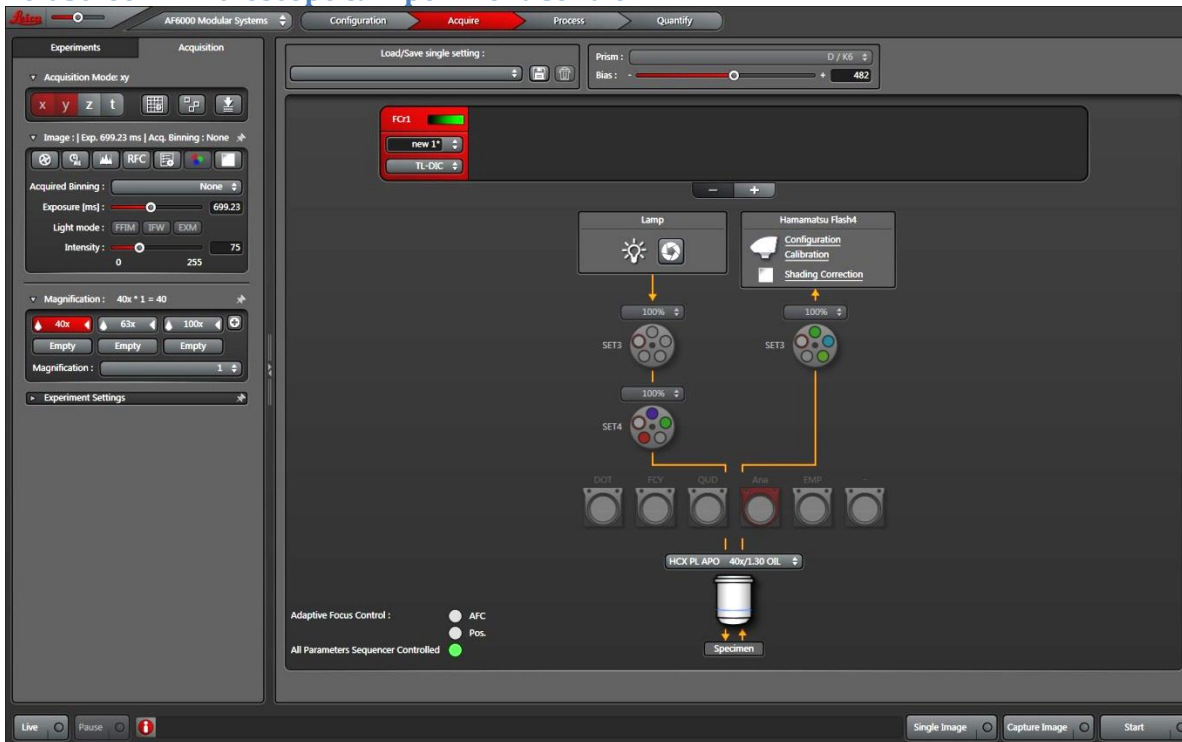 Leica
AF6000 Modular Systems
Configuration
Acquire
Process
Quantify
Experiments
Acquisition
Acquisition Mode: xy
x y z t
Image : | Exp. 699.23 ms | Acq. Binning : None
RFC
Acquired Binning : None
Exposure [ms] : 699.23
Light mode : FFIM IFW EXM
Intensity : 75
0 255
Magnification : 40x * 1 = 40
40x 63x 100x
Empty Empty Empty
Magnification : 1
Experiment Settings
Load/Save single setting :
Prism : D / K6
Bias : - + 482
FCr1
new 1*
TL-DIC
- +
Lamp
Hamamatsu Flash4
Configuration
Calibration
Shading Correction
100% 100%
SET3 SET3
100%
SET4
DOT FCY QUD Ana EMP -
HCX PL APO 40x/1.30 OIL
Adaptive Focus Control : AFC
Pos.
All Parameters Sequencer Controlled
Specimen
Live
Pause
Single Image
Capture Image
Start